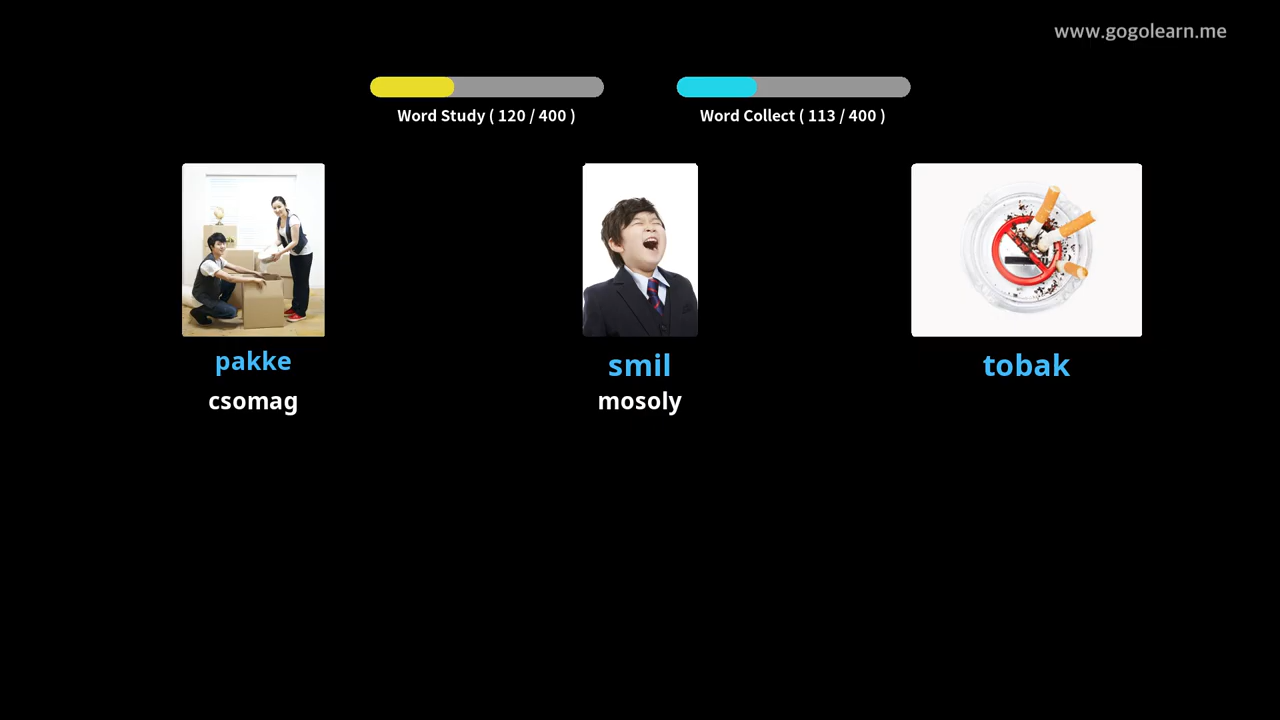 www.gogolearn.me
Word Study ( 120 / 400 )
Word Collect ( 113 / 400 )
pakke
smil
tobak
csomag
mosoly